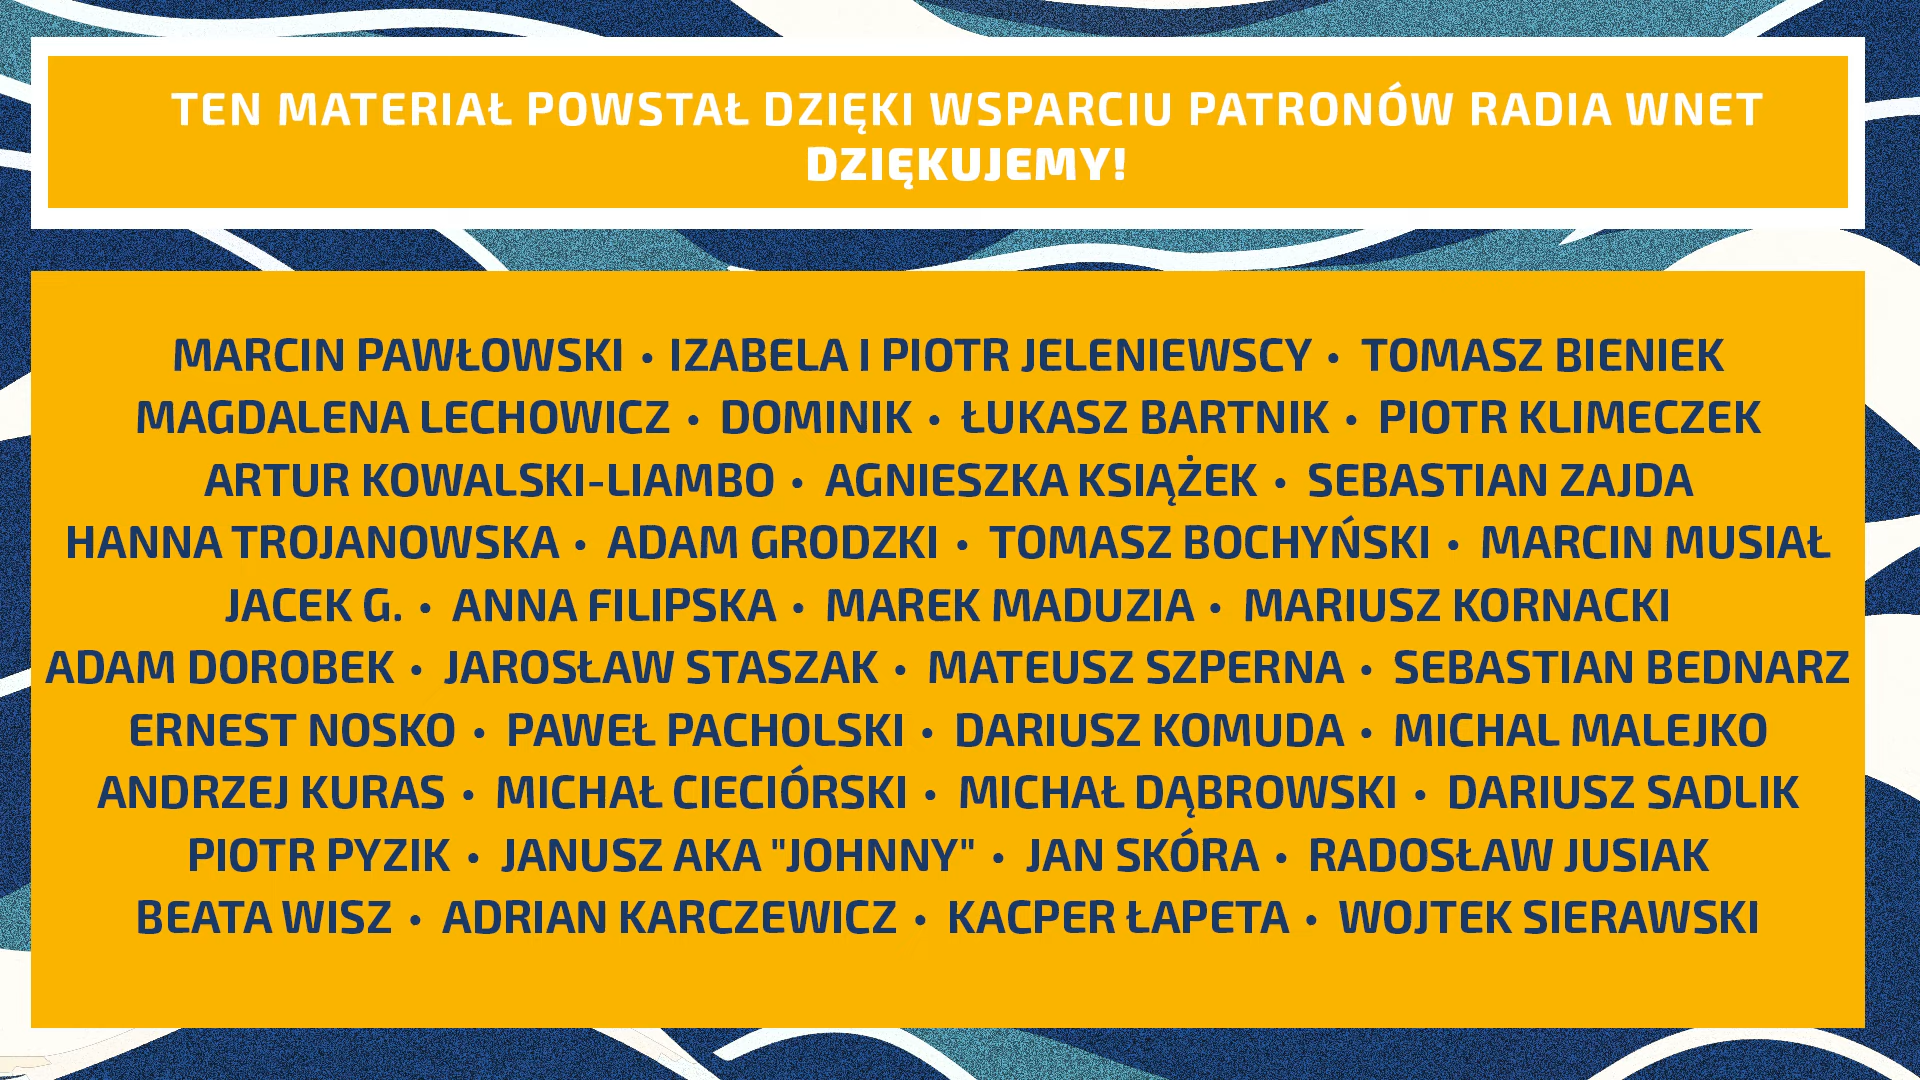 TEN MATERIAŁ POWSTAŁ DZIĘKI WSPARCIU PATRONÓW RADIA WNET
DZIĘKUJEMY!
MARCIN PAWŁOWSKI • IZABELA I PIOTR JELENIEWSCY • TOMASZ BIENIEK
MAGDALENA LECHOWICZ • DOMINIK • ŁUKASZ BARTNIK • PIOTR KLIMECZEK
ARTUR KOWALSKI-LIAMBO • AGNIESZKA KSIĄŻEK • SEBASTIAN ZAJDA
HANNA TROJANOWSKA • ADAM GRODZKI • TOMASZ BOCHYŃSKI • MARCIN MUSIAŁ
JACEK G. • ANNA FILIPSKA • MAREK MADUZIA • MARIUSZ KORNACKI
ADAM DOROBEK • JAROSŁAW STASZAK • MATEUSZ SZPERNA • SEBASTIAN BEDNARZ
ERNEST NOSKO • PAWEŁ PACHOLSKI • DARIUSZ KOMUDA • MICHAL MALEJKO
ANDRZEJ KURAS • MICHAŁ CIECIÓRSKI • MICHAŁ DĄBROWSKI • DARIUSZ SADLIK
PIOTR PYZIK • JANUSZ AKA "JOHNNY" • JAN SKÓRA • RADOSŁAW JUSIAK
BEATA WISZ • ADRIAN KARCZEWICZ • KACPER ŁAPETA • WOJTEK SIERAWSKI